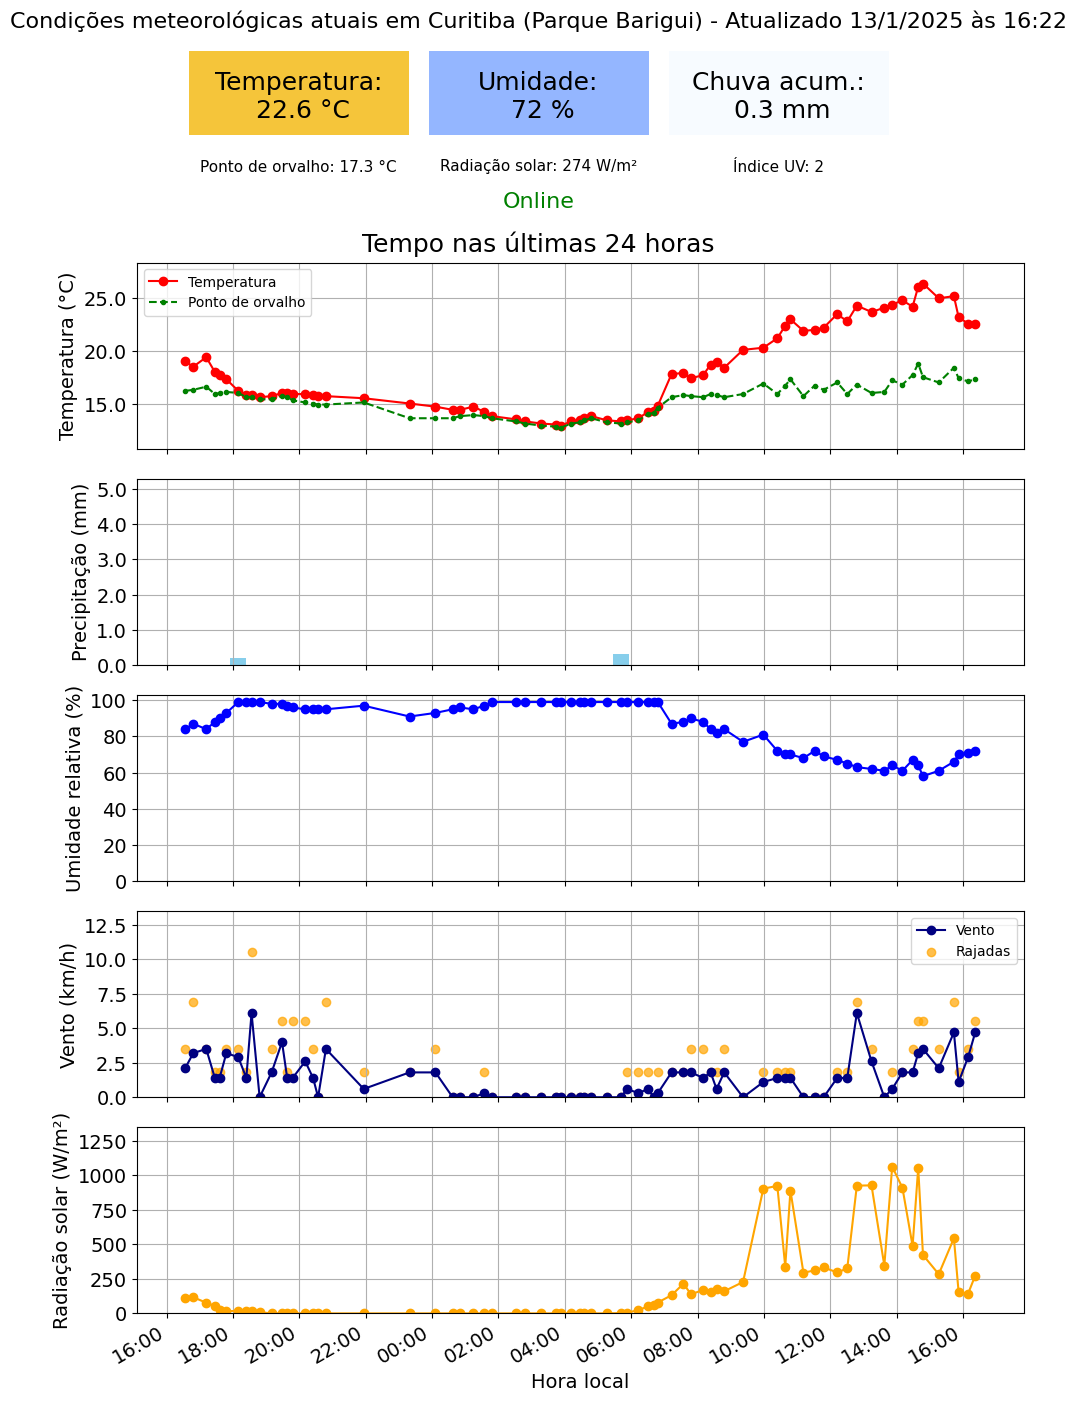 Condições meteorológicas atuais em Curitiba (Parque Barigui) - Atualizado 13/1/2025 às 16:22
Temperatura:
22.6 °C
Umidade:
72 %
Chuva acum.:
0.3 mm
Ponto de orvalho: 17.3 °C
Radiação solar: 274 W/m²
Índice UV: 2
Online
Tempo nas últimas 24 horas
Temperatura (°C)
25.0
20.0
15.0
Temperatura
Ponto de orvalho
Precipitação (mm)
5.0
4.0
3.0
2.0
1.0
0.0
Umidade relativa (%)
100
80
60
40
20
0
Vento (km/h)
12.5
10.0
7.5
5.0
2.5
0.0
Vento
Rajadas
Radiação solar (W/m²)
1250
1000
750
500
250
0
16:00
18:00
20:00
22:00
00:00
02:00
04:00
06:00
08:00
10:00
12:00
14:00
16:00
Hora local